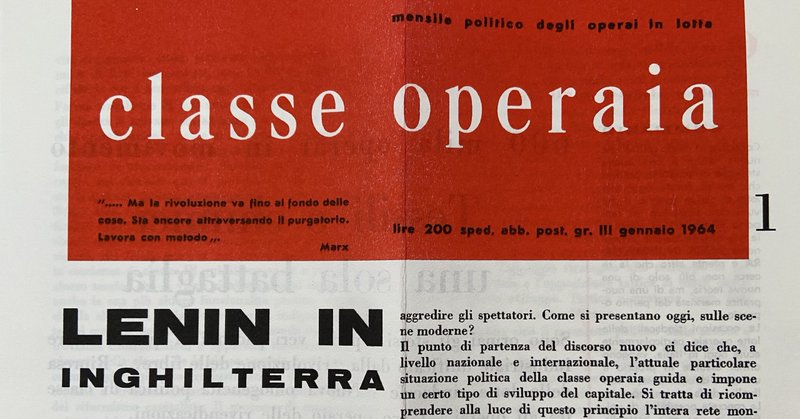 mensile politico degli operai in lotta
classe operaia
"..... Ma la rivoluzione va fino al fondo delle
cose. Sta ancora attraversando il purgatorio.
Lavora con metodo „.
Marx
lire 200 sped. abb. post. gr. III gennaio 1964
1
LENIN IN
INGHILTERRA
aggredire gli spettatori. Come si presentano oggi, sulle sce-
ne moderne?
Il punto di partenza del discorso nuovo ci dice che, a
livello nazionale e internazionale, l'attuale particolare
situazione politica della classe operaia guida e impone
un certo tipo di sviluppo del capitale. Si tratta di ricom-
prendere alla luce di questo principio l'intera rete mon-